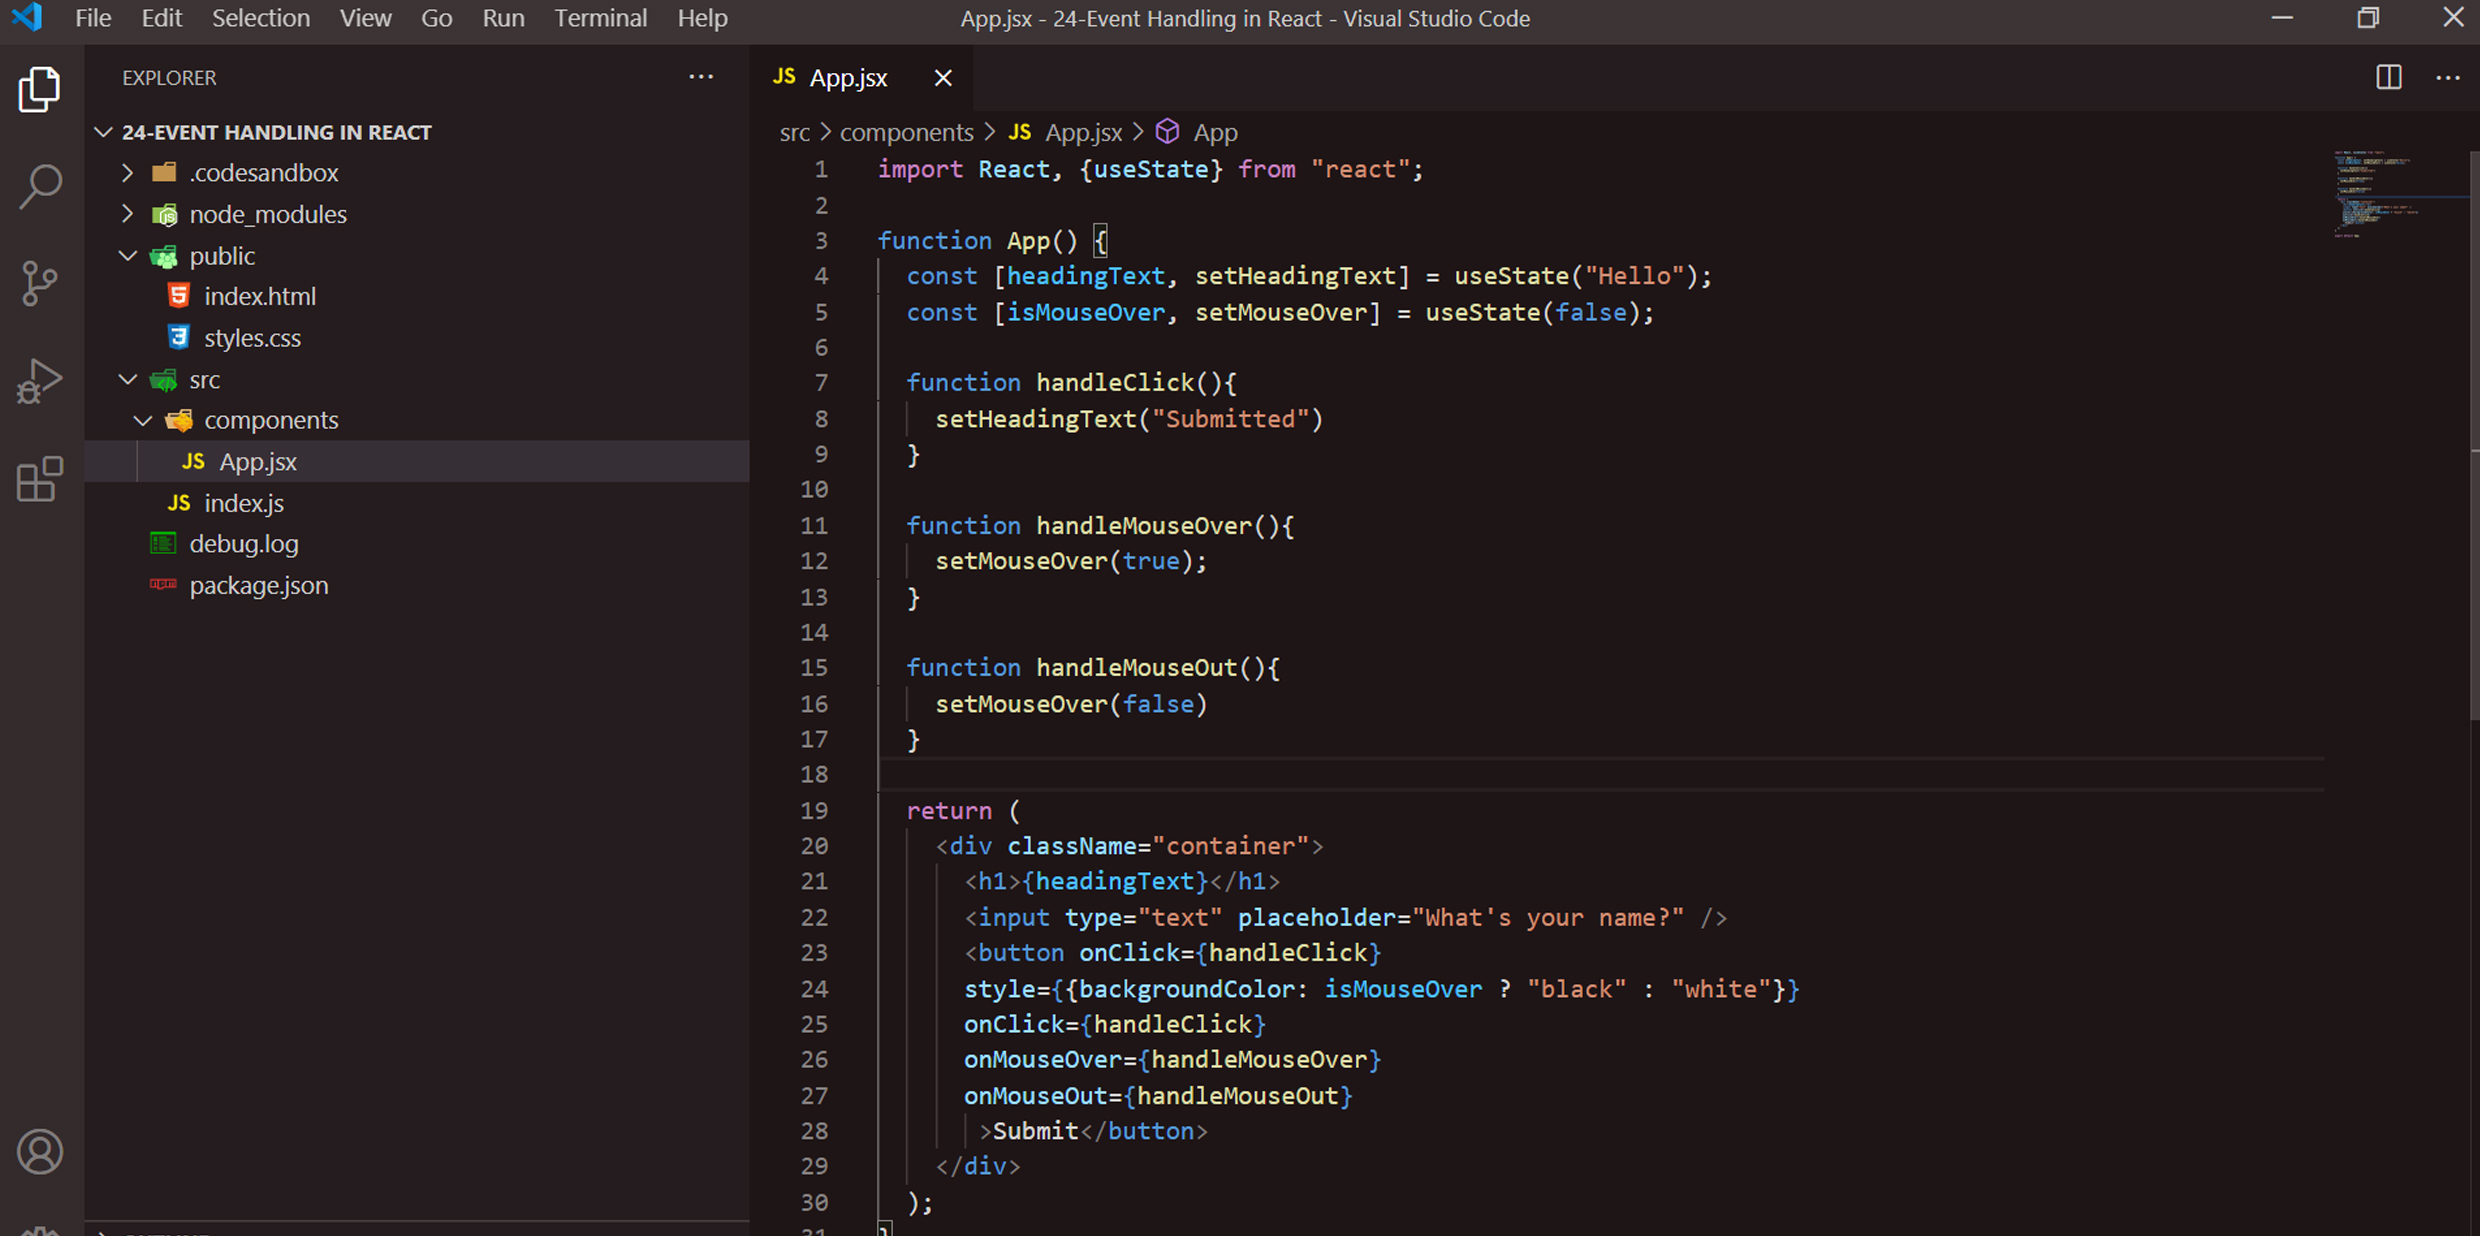 File Edit Selection View Go Run Terminal Help App.jsx - 24-Event Handling in React - Visual Studio Code
EXPLORER
24-EVENT HANDLING IN REACT
.codesandbox
node_modules
public
index.html
styles.css
src
components
JS App.jsx
JS index.js
debug.log
package.json
JS App.jsx
src > components > JS App.jsx > App
1 import React, {useState} from "react";
2
3 function App() {
4 const [headingText, setHeadingText] = useState("Hello");
5 const [isMouseOver, setMouseOver] = useState(false);
6
7 function handleClick(){
8 setHeadingText("Submitted")
9 }
10
11 function handleMouseOver(){
12 setMouseOver(true);
13 }
14
15 function handleMouseOut(){
16 setMouseOver(false)
17 }
18
19 return (
20 <div className="container">
21 <h1>{headingText}</h1>
22 <input type="text" placeholder="What's your name?" />
23 <button onClick={handleClick}
24 style={{backgroundColor: isMouseOver ? "black" : "white"}}
25 onClick={handleClick}
26 onMouseOver={handleMouseOver}
27 onMouseOut={handleMouseOut}
28 >Submit</button>
29 </div>
30 );
31 }